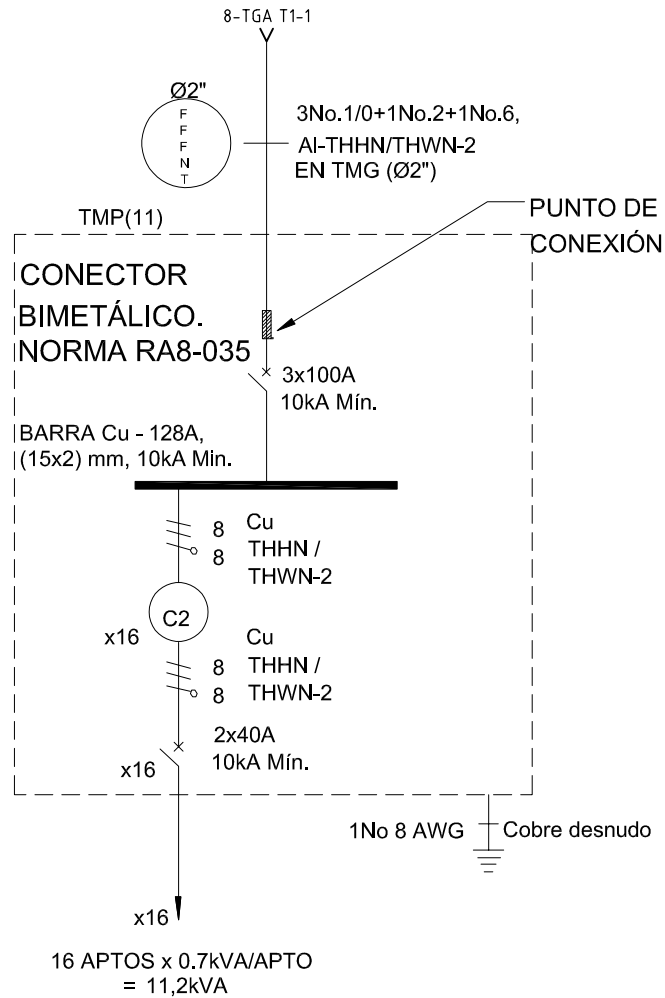 8-TGA T1-1
Ø2"
F
F
F
N
T
3No.1/0+1No.2+1No.6,
Al-THHN/THWN-2
EN TMG (Ø2")
TMP(11)
PUNTO DE
CONEXIÓN
CONECTOR
BIMETÁLICO.
NORMA RA8-035
3x100A
10kA Mín.
BARRA Cu - 128A,
(15x2) mm, 10kA Min.
8 Cu
8 THHN /
THWN-2
C2
x16
Cu
8 THHN /
8 THWN-2
2x40A
x16 10kA Mín.
1No 8 AWG Cobre desnudo
x16
16 APTOS x 0.7kVA/APTO
= 11,2kVA